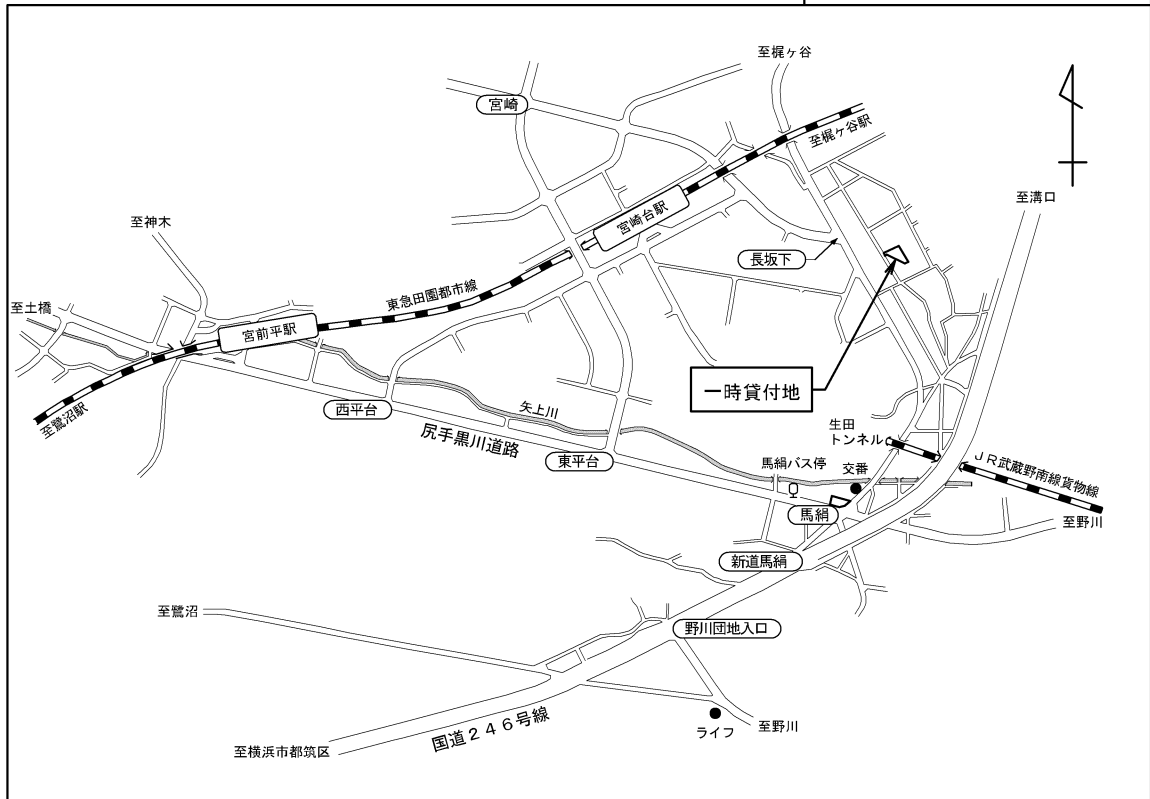 至梶ヶ谷
宮崎
至梶ヶ谷駅
至溝口
宮崎台駅
至神木
長坂下
東急田園都市線
至土橋
宮前平駅
一時貸付地
至鷺沼駅
西平台
矢上川
尻手黒川道路
生田
トンネル
東平台
馬絹バス停
交番
JR武蔵野南線貨物線
馬絹
至野川
新道馬絹
至鷺沼
野川団地入口
国道246号線
ライフ
至野川
至横浜市都筑区